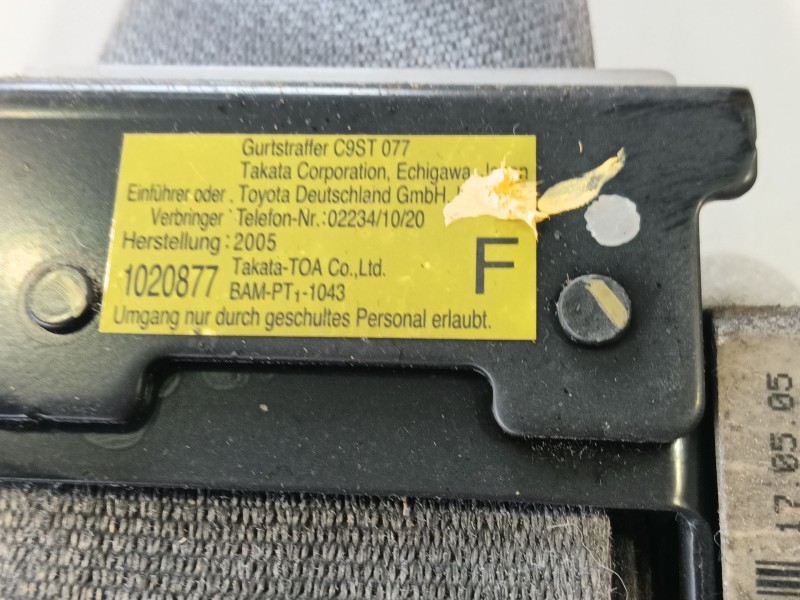 Gurtstraffer C9ST 077
Takata Corporation, Echigawa, Japan
Einführer oder Toyota Deutschland GmbH,
Verbringer Telefon-Nr.:02234/10/20
Herstellung : 2005
1020877 Takata-TOA Co.,Ltd.
BAM-PT1-1043
F
Umgang nur durch geschultes Personal erlaubt.
17.05.05